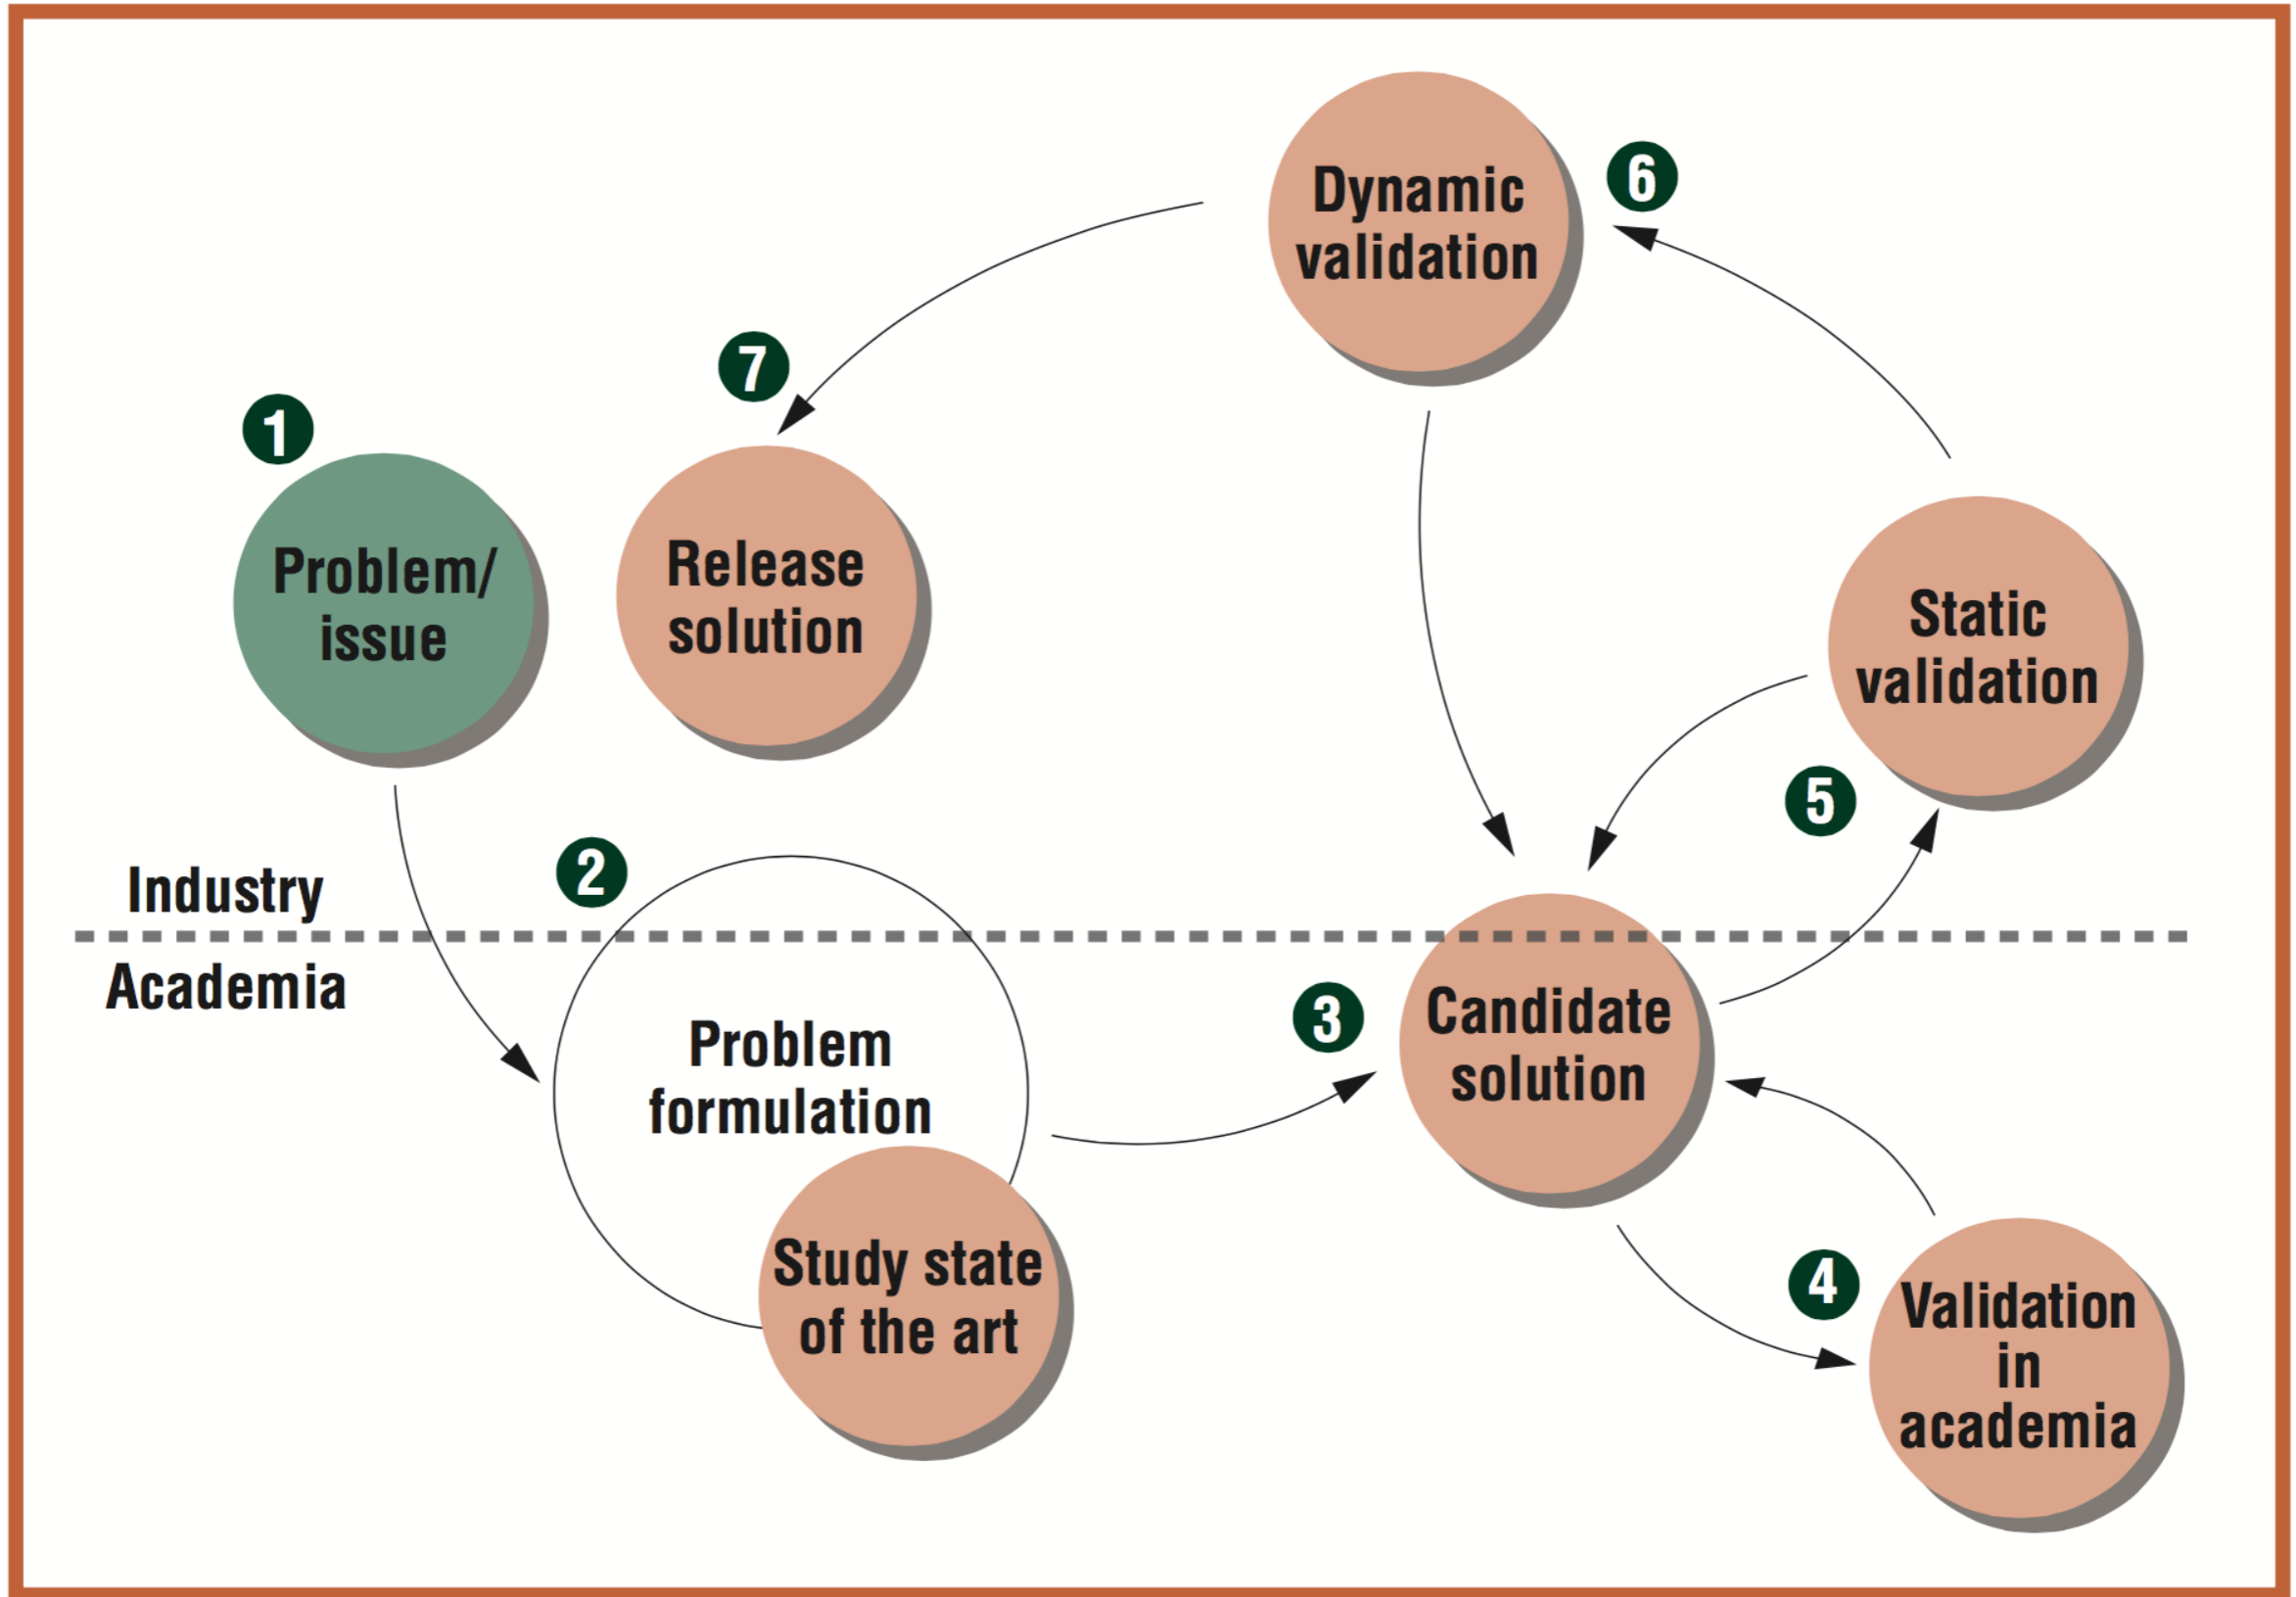 6
Dynamic
validation
7
1
Problem/
issue
Release
solution
Static
validation
5
2
Industry
Academia
3
Problem
formulation
Candidate
solution
Study state
of the art
4
Validation
in
academia